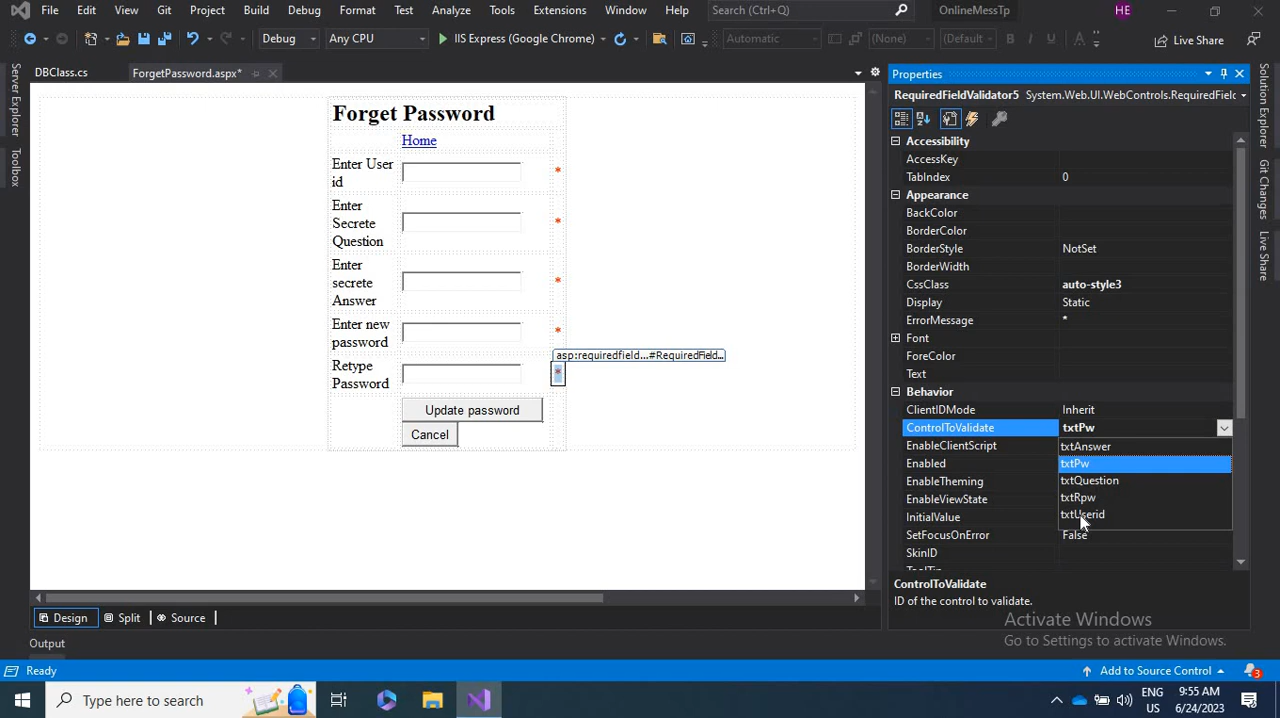 File Edit View Git Project Build Debug Format Test Analyze Tools Extensions Window Help Search (Ctrl+Q) OnlineMessTp HE
Debug Any CPU IIS Express (Google Chrome) Automatic (None) (Default B I U A Live Share
DBClass.cs ForgetPassword.aspx*
Server Explorer
Toolbox
Forget Password
Home
Enter User id *
Enter Secrete Question *
Enter secrete Answer *
Enter new password *
asp:requiredfield...#RequiredField...
Retype Password *
Update password
Cancel
Design Split Source
Output
Properties
RequiredFieldValidator5 System.Web.UI.WebControls.RequiredField
Accessibility
AccessKey
TabIndex 0
Appearance
BackColor
BorderColor
BorderStyle NotSet
BorderWidth
CssClass auto-style3
Display Static
ErrorMessage *
Font
ForeColor
Text
Behavior
ClientIDMode Inherit
ControlToValidate txtPw
EnableClientScript txtAnswer
Enabled txtPw
EnableTheming txtQuestion
EnableViewState txtRpw
InitialValue txtUserid
SetFocusOnError False
SkinID
ToolTip
ControlToValidate
ID of the control to validate.
Activate Windows
Go to Settings to activate Windows.
Solution Explorer
Git Changes
Live Share
Ready Add to Source Control 3
Type here to search ENG US 9:55 AM 6/24/2023